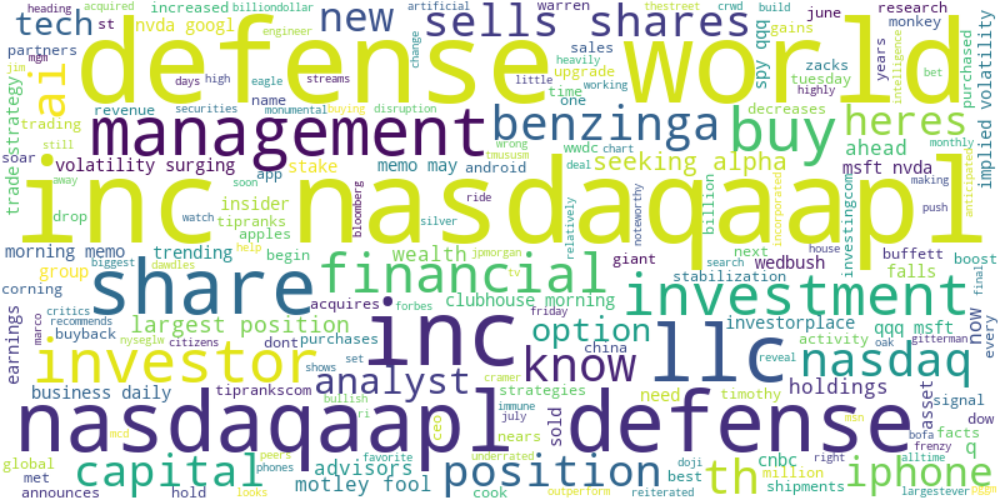 heading acquired billiondollar artificial warren thestreet crwd build
tech st nvda googl increased engineer new sells shares june research
partners mgm change sales monkey gains
jim ai defense world
days high eagle streams little heavily upgrade working spy qqq zacks tuesday highly years intelligence bet purchased implied volatility
revenue securities monumental buying disruption name time one decreases
trading still management benzinga buy heres
trade strategy soar volatility surging stake memo may android wwdc wrong chart seeking alpha ahead monthly
away app tmususm deal msft nvda anticipated
inc nasdaqaapl
drop insider tipranks apples watch soon bloomberg ride silver relatively noteworthy billion incorporated making push
morning memo trending begin help wealth jpmorgan tv giant next search house investingcom buffett boost
group biggest dawdles financial wedbush stabilization falls final
corning share acquires forbes clubhouse morning investment
critics recommends buyback largest position friday option china investorplace reveal qqq msft now every
earnings marco nyseglw citizens dont purchases inc know llc activity oak gitterman
investor set shows cramer strategies nasdaq
business daily tiprankscom bullish analyst need timothy holdings signal
mcd ri immune july nears sold asset dow
nasdaqaapl defense
ceo msn bofa facts frenzy
global peers phones favorite underrated doji cnbc right alltime q
met capital advisors position th iphone
announces looks hold motley fool cook outperform reiterated best million shipments largestever